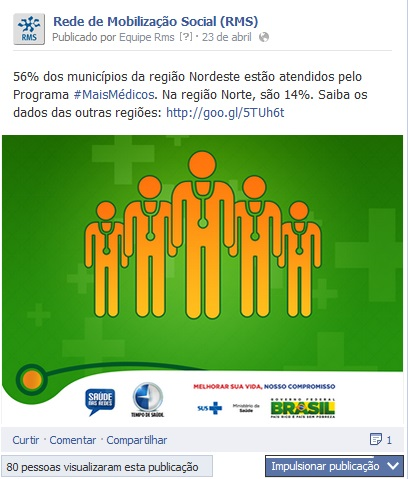 Rede de Mobilização Social (RMS)
Publicado por Equipe Rms [?] · 23 de abril
RMS
56% dos municípios da região Nordeste estão atendidos pelo
Programa #MaisMédicos. Na região Norte, são 14%. Saiba os
dados das outras regiões: http://goo.gl/5TUh6t
SAÚDE
NAS REDES
TEMPO DE SAÚDE
MELHORAR SUA VIDA, NOSSO COMPROMISSO
SUS
Ministério da
Saúde
GOVERNO FEDERAL
BRASIL
PAÍS RICO É PAÍS SEM POBREZA
Curtir · Comentar · Compartilhar
1
80 pessoas visualizaram esta publicação
Impulsionar publicação